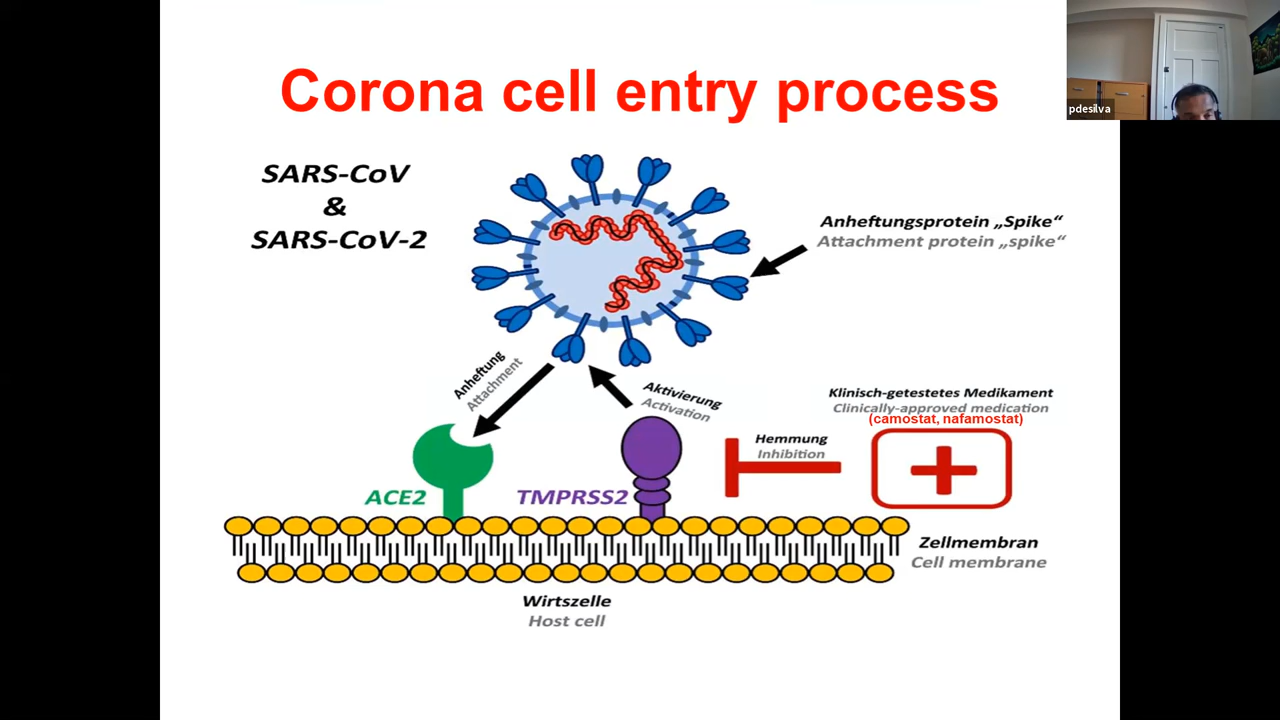 Corona cell entry process
pdesilva
SARS-CoV
&
SARS-CoV-2
Anheftungsprotein „Spike“
Attachment protein „spike“
Anheftung
Attachment
Aktivierung
Activation
Klinisch-getestetes Medikament
Clinically-approved medication
(camostat, nafamostat)
Hemmung
Inhibition
ACE2
TMPRSS2
Zellmembran
Cell membrane
Wirtszelle
Host cell